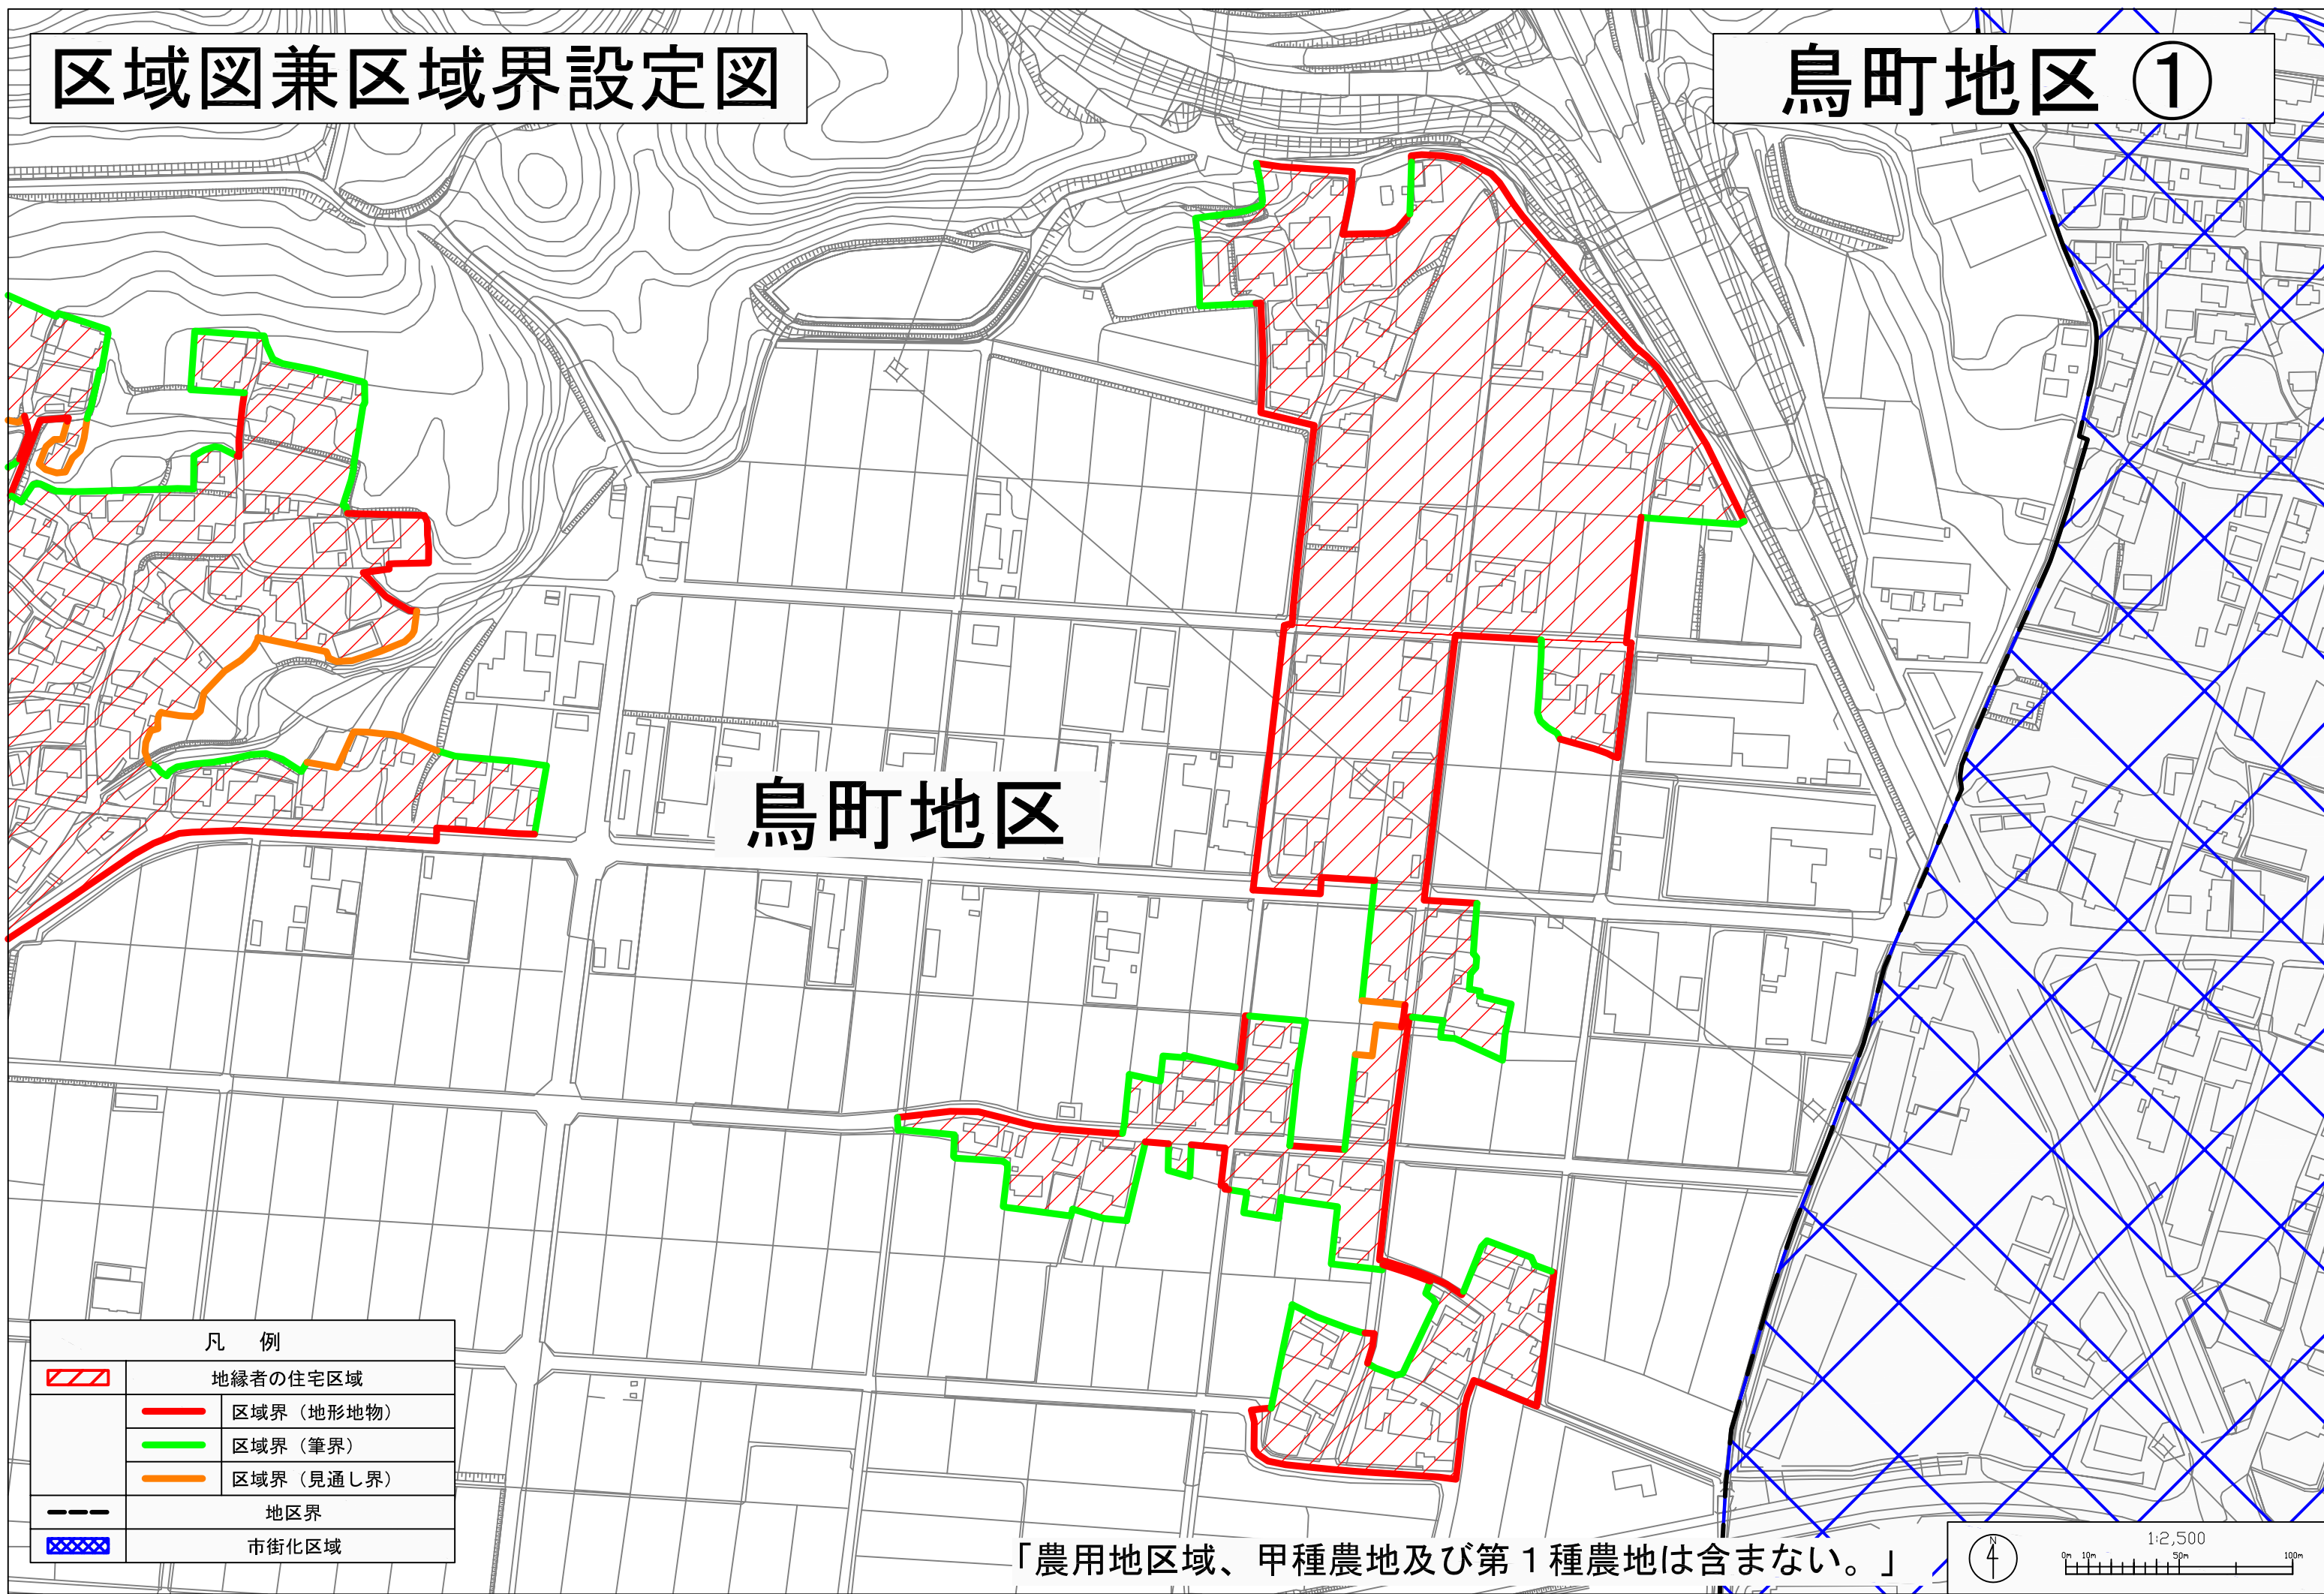 区域図兼区域界設定図
鳥町地区 ①
鳥町地区
凡 例
地縁者の住宅区域
区域界（地形地物）
区域界（筆界）
区域界（見通し界）
地区界
市街化区域
「農用地区域、甲種農地及び第１種農地は含まない。」
N
1:2,500
0m 10m 50m 100m